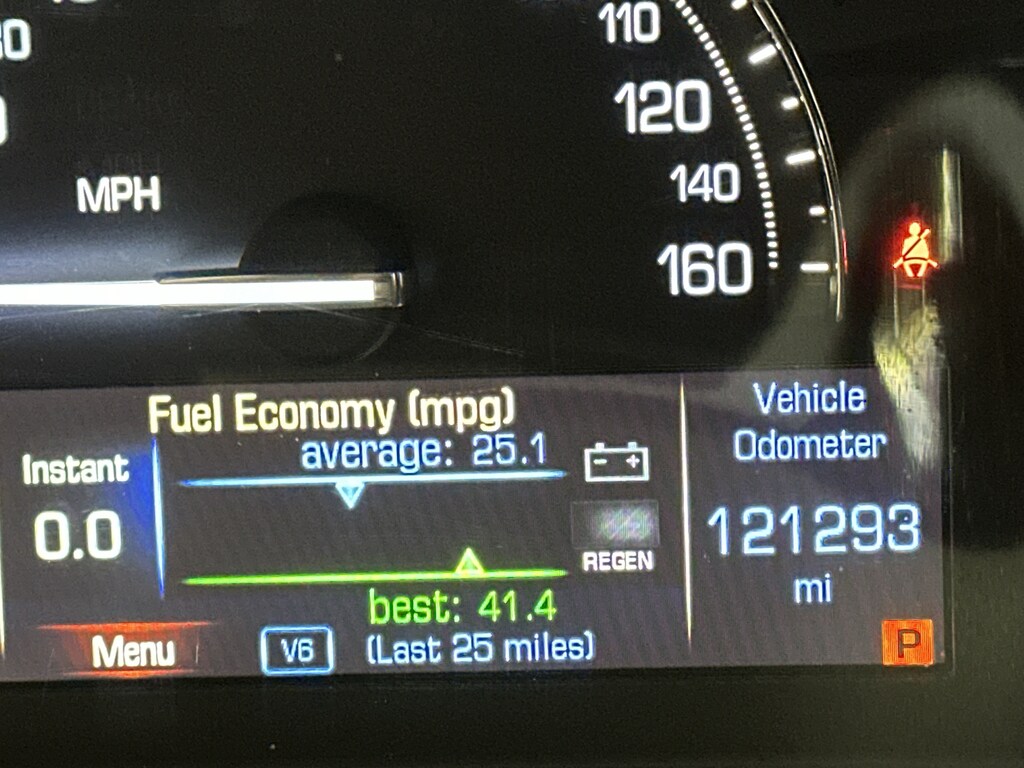 110
120
MPH
140
160
Fuel Economy (mpg)
average: 25.1
Instant
0.0
REGEN
best: 41.4
Menu
V6
(Last 25 miles)
Vehicle
Odometer
121293
mi
P